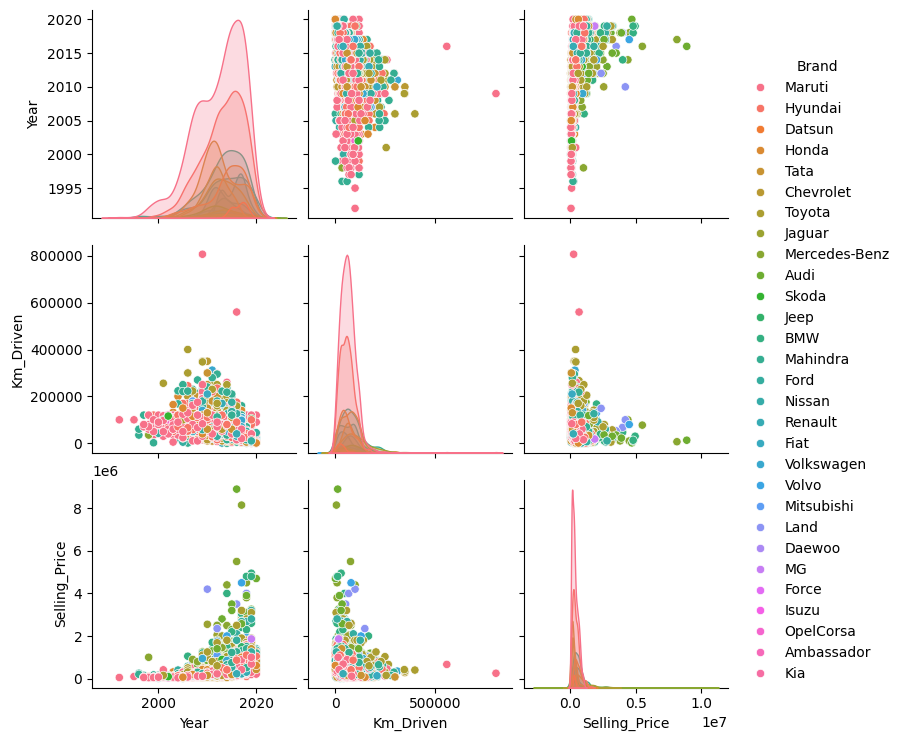 2020
2015
2010
2005
2000
1995
Year
800000
600000
400000
200000
0
Km_Driven
1e6
8
6
4
2
0
Selling_Price
2000
2020
Year
0
500000
Km_Driven
0.0
0.5
1.0
1e7
Selling_Price
Brand
Maruti
Hyundai
Datsun
Honda
Tata
Chevrolet
Toyota
Jaguar
Mercedes-Benz
Audi
Skoda
Jeep
BMW
Mahindra
Ford
Nissan
Renault
Fiat
Volkswagen
Volvo
Mitsubishi
Land
Daewoo
MG
Force
Isuzu
OpelCorsa
Ambassador
Kia